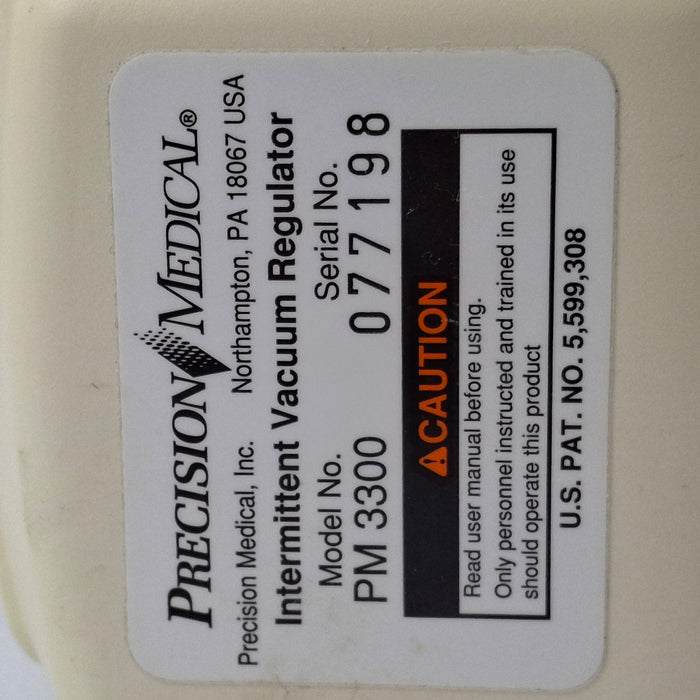 PRECISION MEDICAL®
Precision Medical, Inc. Northampton, PA 18067 USA
Intermittent Vacuum Regulator
Model No. Serial No.
PM 3300 077198
CAUTION
Read user manual before using.
Only personnel instructed and trained in its use
should operate this product
U.S. PAT. NO. 5,599,308